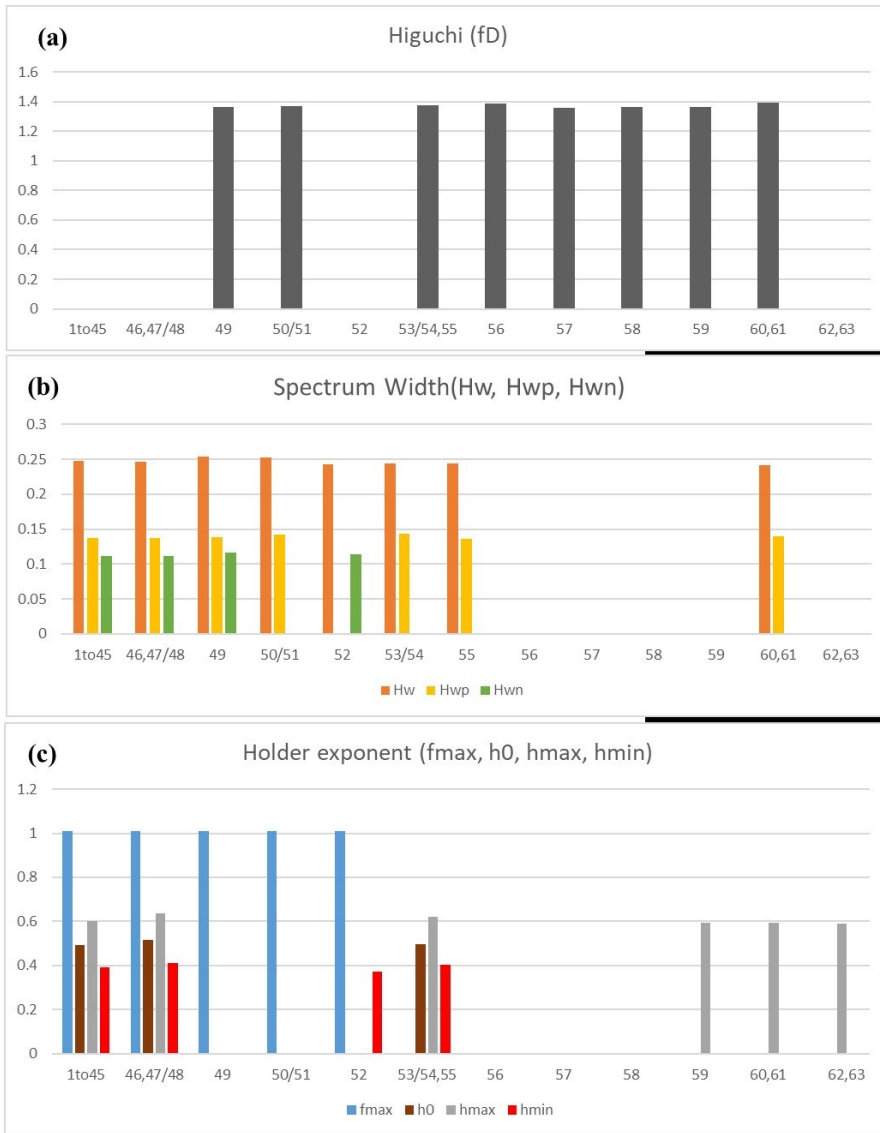 (a)
Higuchi (fD)
1.6
1.4
1.2
1
0.8
0.6
0.4
0.2
0
1to45 46,47/48 49 50/51 52 53/54,55 56 57 58 59 60,61 62,63
(b)
Spectrum Width(Hw, Hwp, Hwn)
0.3
0.25
0.2
0.15
0.1
0.05
0
1to45 46,47/48 49 50/51 52 53/54 55 56 57 58 59 60,61 62,63
Hw Hwp Hwn
(c)
Holder exponent (fmax, h0, hmax, hmin)
1.2
1
0.8
0.6
0.4
0.2
0
1to45 46,47/48 49 50/51 52 53/54,55 56 57 58 59 60,61 62,63
fmax h0 hmax hmin